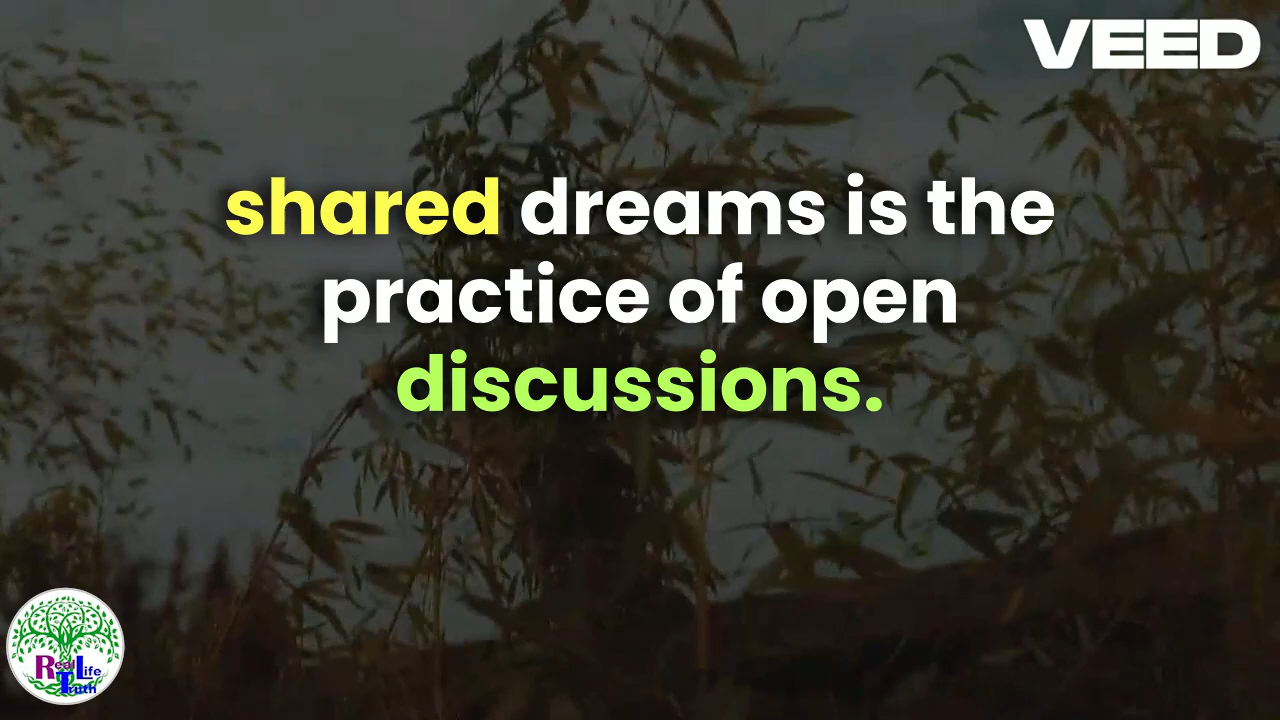 VEED
shared dreams is the
practice of open
discussions.
Real Life
Truth